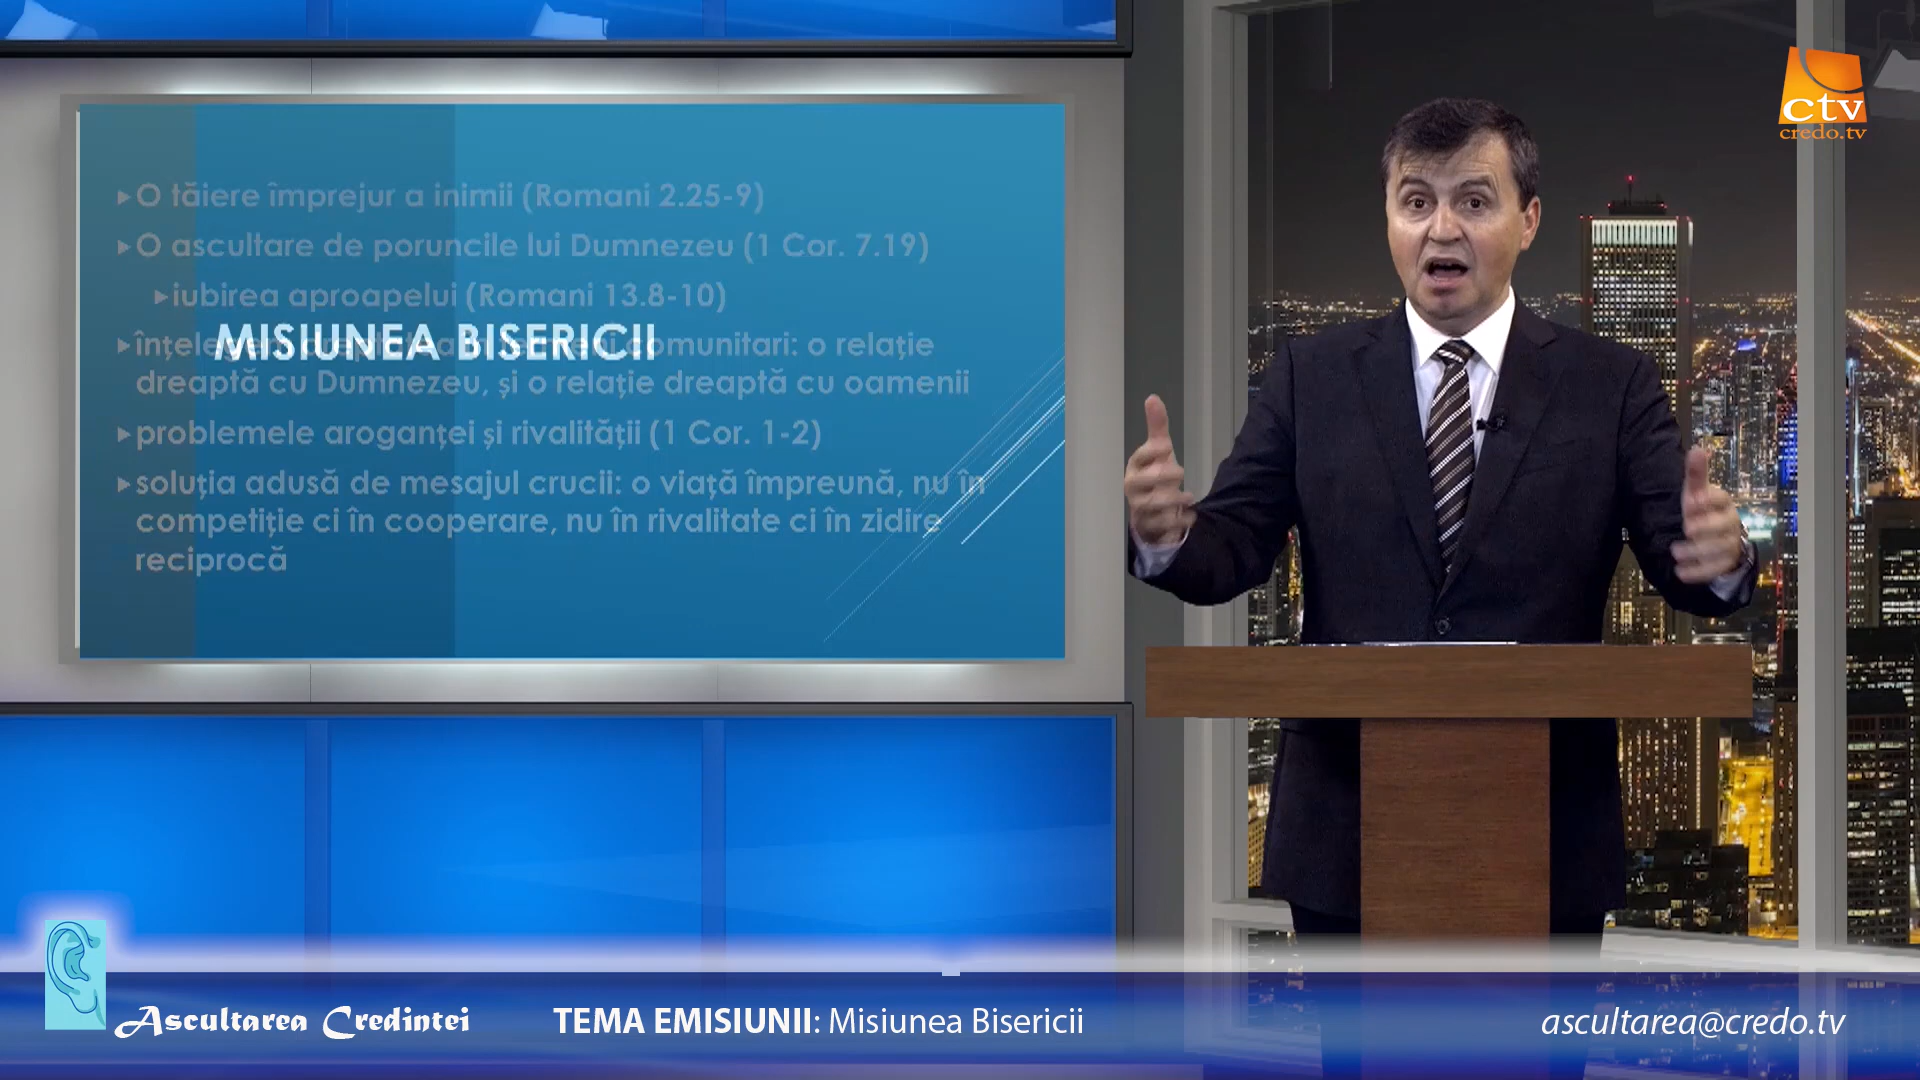 ctv
credo.tv
▸O tăiere împrejur a inimii (Romani 2.25-9)
▸O ascultare de poruncile lui Dumnezeu (1 Cor. 7.19)
▸iubirea aproapelui (Romani 13.8-10)
MISIUNEA BISERICII
comunitari: o relație
dreaptă cu Dumnezeu, și o relație dreaptă cu oamenii
▸problemele aroganței și rivalității (1 Cor. 1-2)
▸soluția adusă de mesajul crucii: o viață împreună, nu în
competiție ci în cooperare, nu în rivalitate ci în zidire
reciprocă
Ascultarea Credintei
TEMA EMISIUNII: Misiunea Bisericii
ascultarea@credo.tv